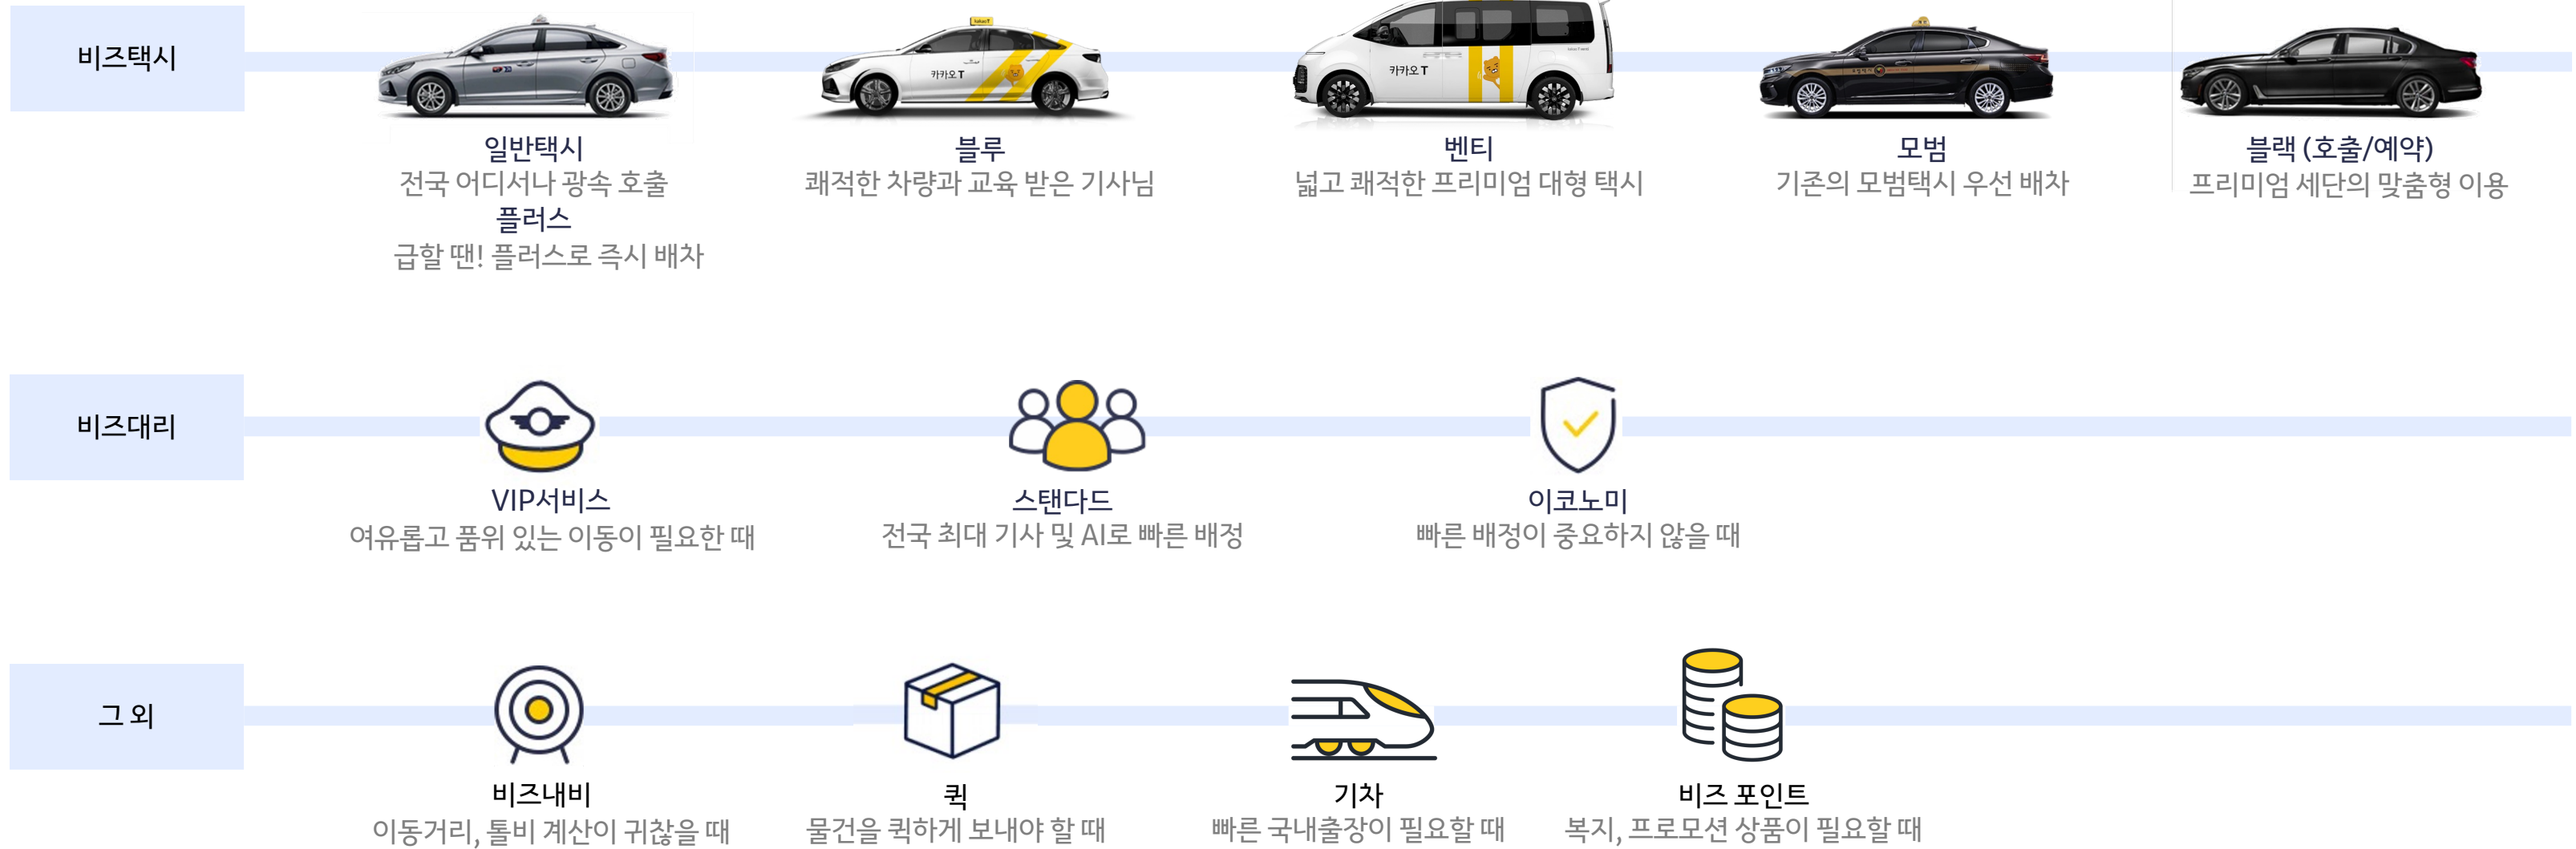 비즈택시
카카오 T
카카오 T
일반택시
전국 어디서나 광속 호출
플러스
급할 땐! 플러스로 즉시 배차
블루
쾌적한 차량과 교육 받은 기사님
벤티
넓고 쾌적한 프리미엄 대형 택시
모범
기존의 모범택시 우선 배차
블랙 (호출/예약)
프리미엄 세단의 맞춤형 이용
비즈대리
VIP서비스
여유롭고 품위 있는 이동이 필요한 때
스탠다드
전국 최대 기사 및 AI로 빠른 배정
이코노미
빠른 배정이 중요하지 않을 때
그 외
비즈내비
이동거리, 톨비 계산이 귀찮을 때
퀵
물건을 퀵하게 보내야 할 때
기차
빠른 국내출장이 필요할 때
비즈 포인트
복지, 프로모션 상품이 필요할 때